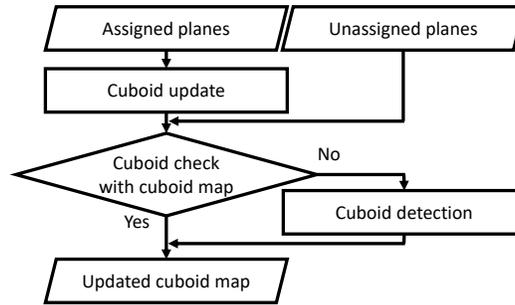 Assigned planes
Unassigned planes
Cuboid update
Cuboid check
with cuboid map
No
Yes
Cuboid detection
Updated cuboid map